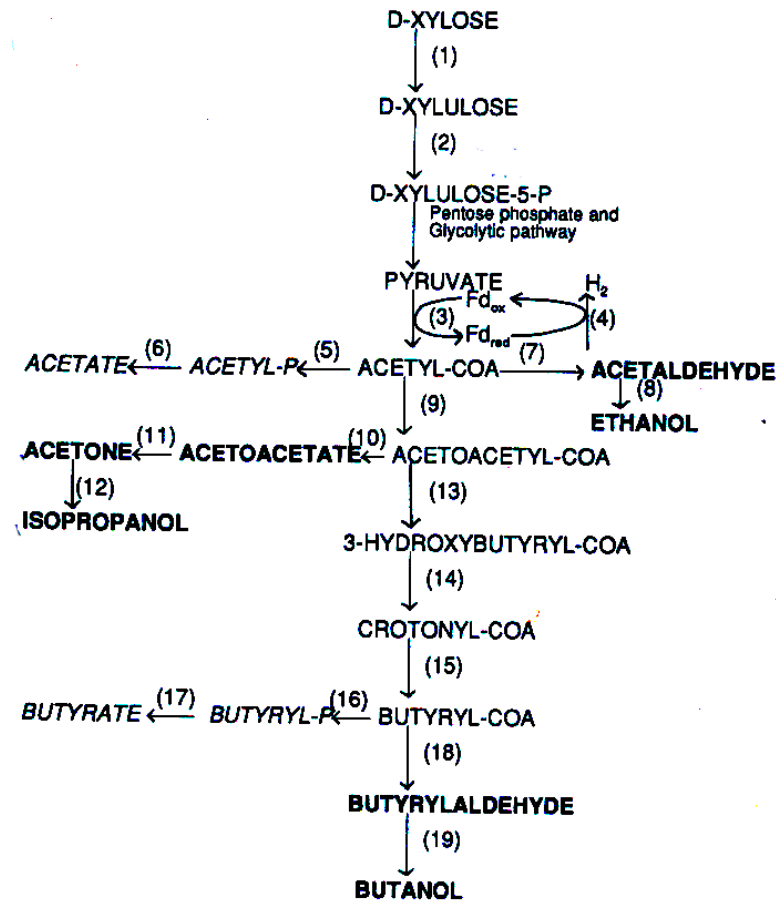 D-XYLOSE
(1)
D-XYLULOSE
(2)
D-XYLULOSE-5-P
Pentose phosphate and
Glycolytic pathway
PYRUVATE
H2
Fdox
(3)
(4)
Fdred
(6)
(5)
(7)
ACETATE ACETYL-P ACETYL-COA ACETALDEHYDE
(8)
(9)
ETHANOL
(11)
(10)
ACETONE ACETOACETATE ACETOACETYL-COA
(12)
(13)
ISOPROPANOL
3-HYDROXYBUTYRYL-COA
(14)
CROTONYL-COA
(15)
(17)
(16)
BUTYRATE BUTYRYL-P BUTYRYL-COA
(18)
BUTYRYLALDEHYDE
(19)
BUTANOL